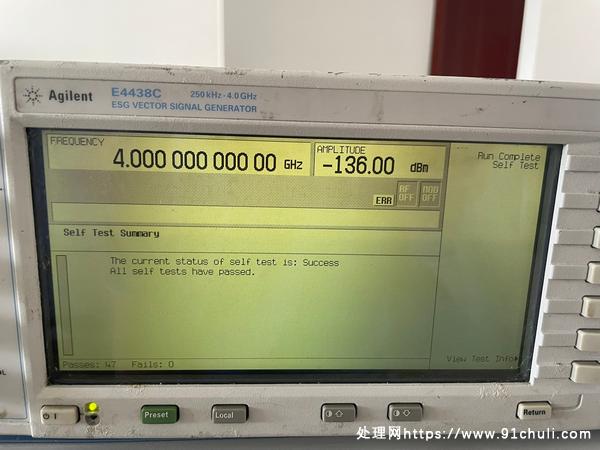 Agilent
E4438C 250 kHz - 4.0 GHz
ESG VECTOR SIGNAL GENERATOR
FREQUENCY
4.000 000 000 00 GHz
AMPLITUDE
-136.00 dBm
Run Complete
Self Test
ERR
RF
OFF
MOD
OFF
Self Test Summary
The current status of self test is: Success
All self tests have passed.
Passes: 47 Fails: 0
View Test Info
Preset
Local
Return
处理网https://www.91chuli.com/